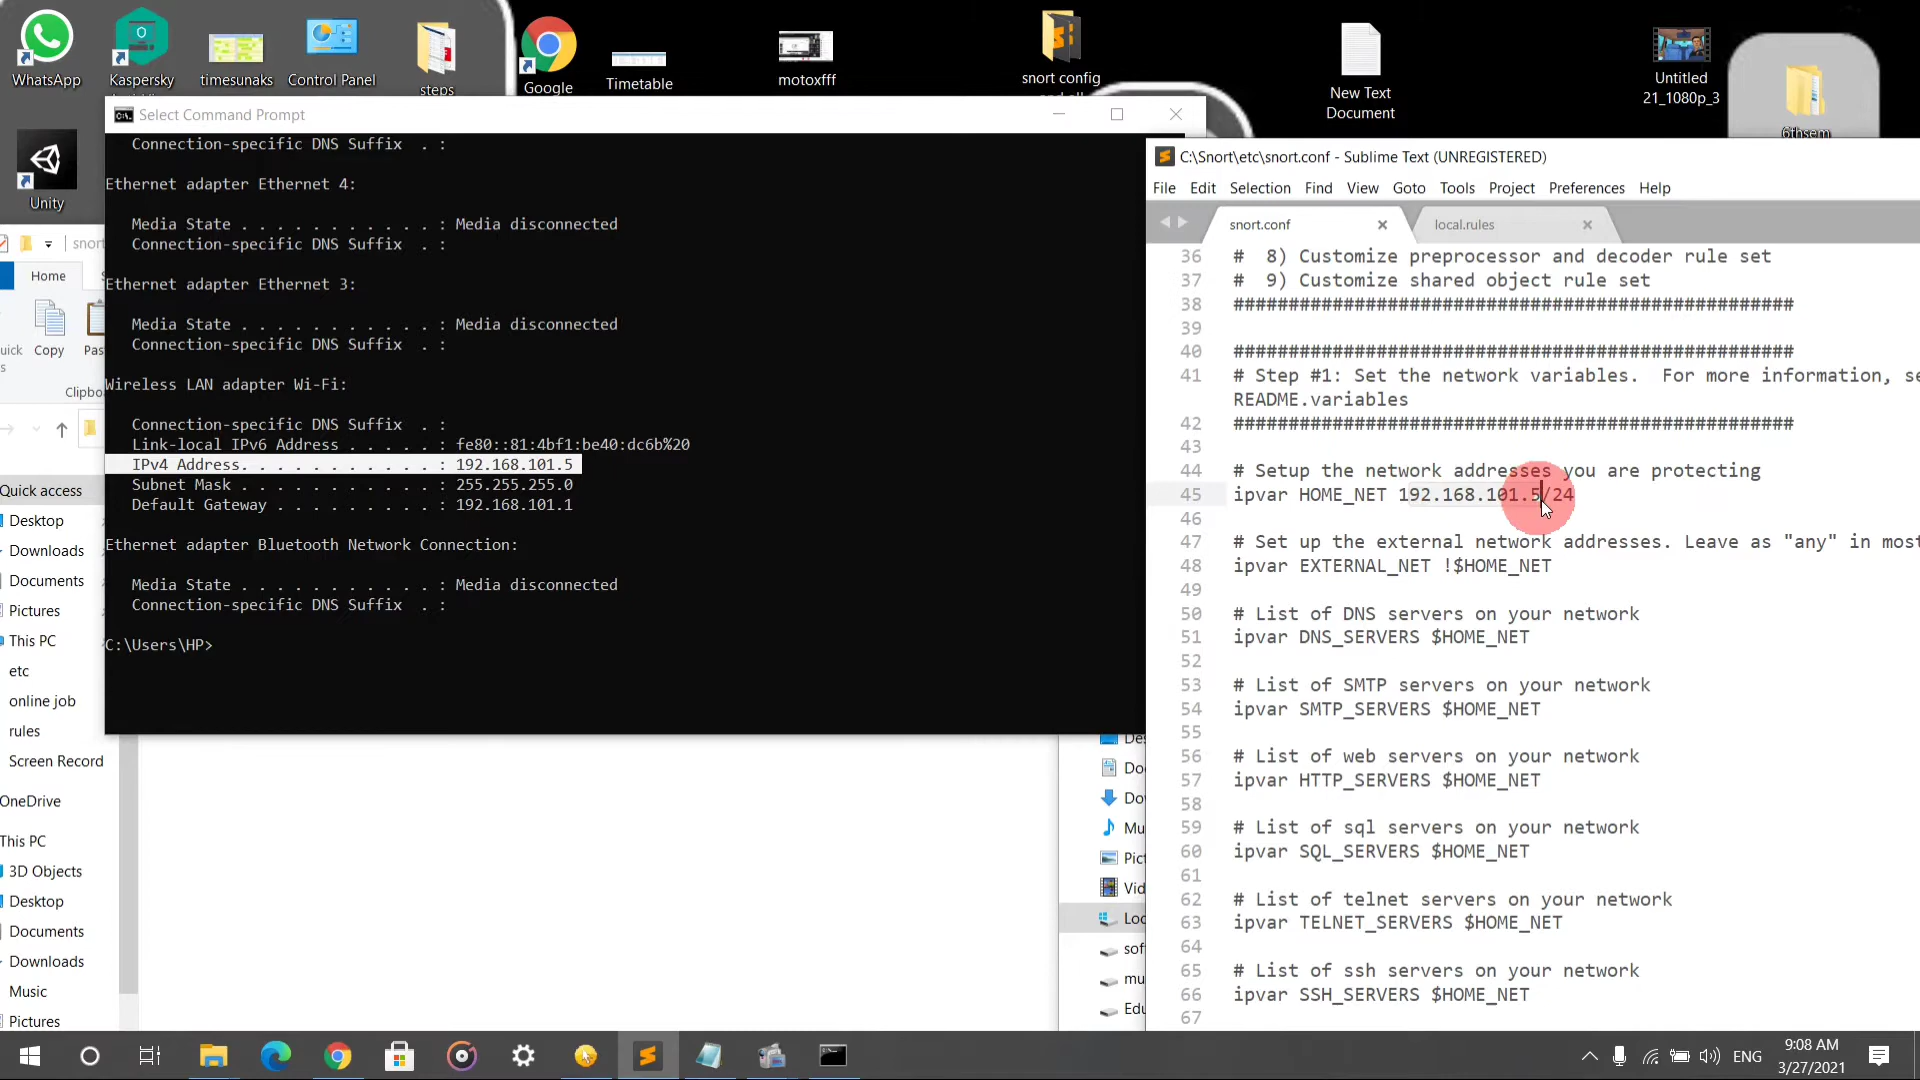 WhatsApp
Kaspersky
timesunaks
Control Panel
steps
Google
Timetable
motoxfff
snort config
New Text
Document
Untitled
21_1080p_3
6thsem
Unity
snort
Home
Copy
Pas
uick
s
Clipbo
Quick access
Desktop
Downloads
Documents
Pictures
This PC
etc
online job
rules
Screen Record
OneDrive
This PC
3D Objects
Desktop
Documents
Downloads
Music
Pictures
Select Command Prompt
Connection-specific DNS Suffix  . :
Ethernet adapter Ethernet 4:
Media State . . . . . . . . . . . : Media disconnected
Connection-specific DNS Suffix  . :
Ethernet adapter Ethernet 3:
Media State . . . . . . . . . . . : Media disconnected
Connection-specific DNS Suffix  . :
Wireless LAN adapter Wi-Fi:
Connection-specific DNS Suffix  . :
Link-local IPv6 Address . . . . . : fe80::81:4bf1:be40:dc6b%20
IPv4 Address. . . . . . . . . . . : 192.168.101.5
Subnet Mask . . . . . . . . . . . : 255.255.255.0
Default Gateway . . . . . . . . . : 192.168.101.1
Ethernet adapter Bluetooth Network Connection:
Media State . . . . . . . . . . . : Media disconnected
Connection-specific DNS Suffix  . :
C:\Users\HP>
Des
Do
Do
Mu
Pict
Vid
Loc
sof
mu
Edu
C:\Snort\etc\snort.conf - Sublime Text (UNREGISTERED)
File Edit Selection Find View Goto Tools Project Preferences Help
snort.conf
local.rules
36 #  8) Customize preprocessor and decoder rule set
37 #  9) Customize shared object rule set
38 ###################################################
39
40 ###################################################
41 # Step #1: Set the network variables.  For more information, se
README.variables
42 ###################################################
43
44 # Setup the network addresses you are protecting
45 ipvar HOME_NET 192.168.101.5/24
46
47 # Set up the external network addresses. Leave as "any" in most
48 ipvar EXTERNAL_NET !$HOME_NET
49
50 # List of DNS servers on your network
51 ipvar DNS_SERVERS $HOME_NET
52
53 # List of SMTP servers on your network
54 ipvar SMTP_SERVERS $HOME_NET
55
56 # List of web servers on your network
57 ipvar HTTP_SERVERS $HOME_NET
58
59 # List of sql servers on your network
60 ipvar SQL_SERVERS $HOME_NET
61
62 # List of telnet servers on your network
63 ipvar TELNET_SERVERS $HOME_NET
64
65 # List of ssh servers on your network
66 ipvar SSH_SERVERS $HOME_NET
67
ENG
9:08 AM
3/27/2021